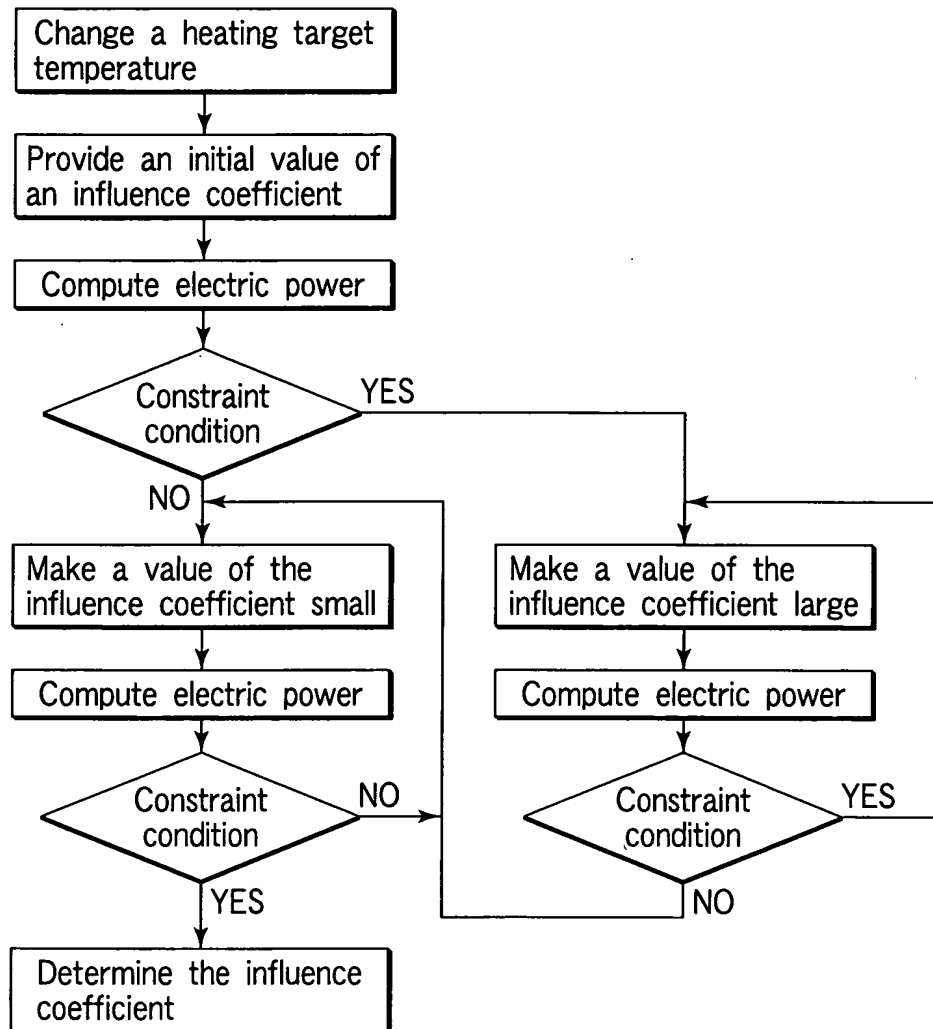 Change a heating target
temperature
Provide an initial value of
an influence coefficient
Compute electric power
Constraint
condition
YES
NO
Make a value of the
influence coefficient small
Compute electric power
Constraint
condition
NO
YES
Determine the influence
coefficient
Make a value of the
influence coefficient large
Compute electric power
Constraint
condition
YES
NO